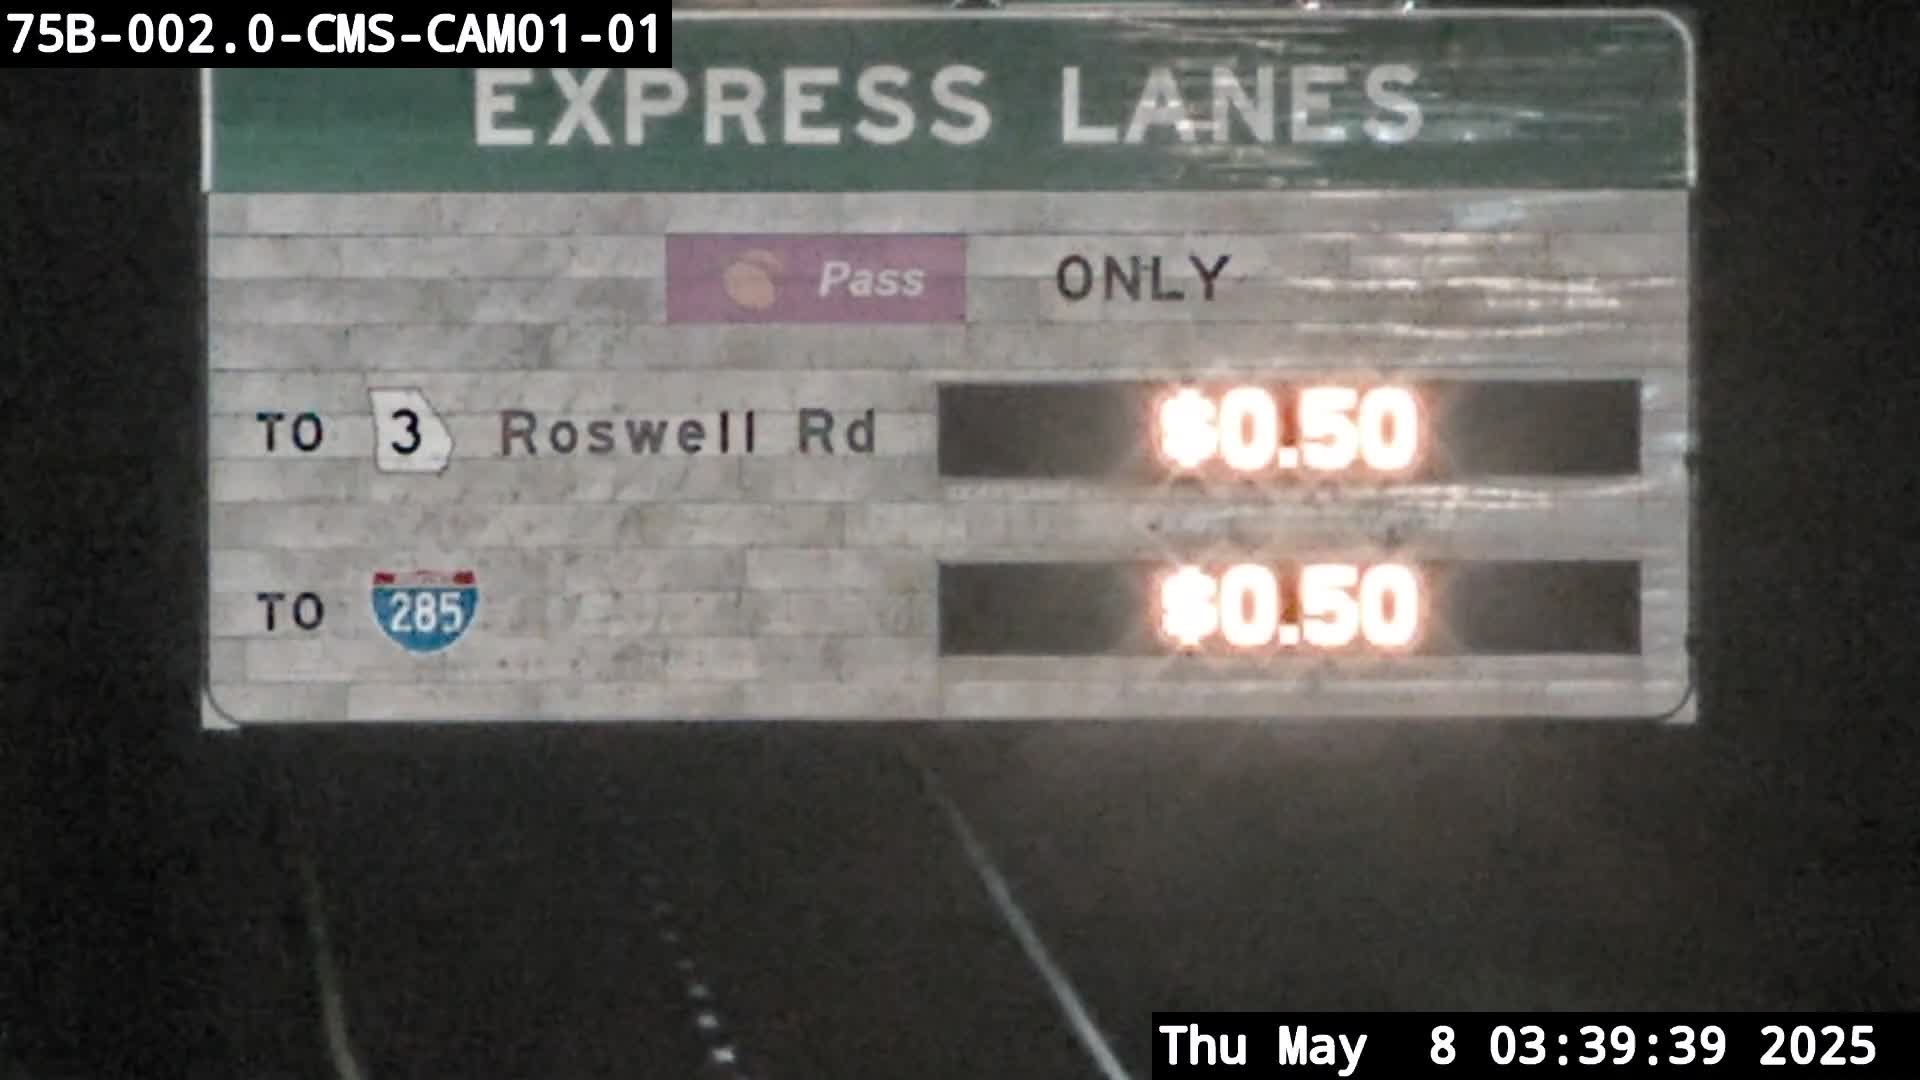 75B-002.0-CMS-CAM01-01
EXPRESS LANES
Pass ONLY
TO 3 Roswell Rd $0.50
TO 285 $0.50
Thu May 8 03:39:39 2025